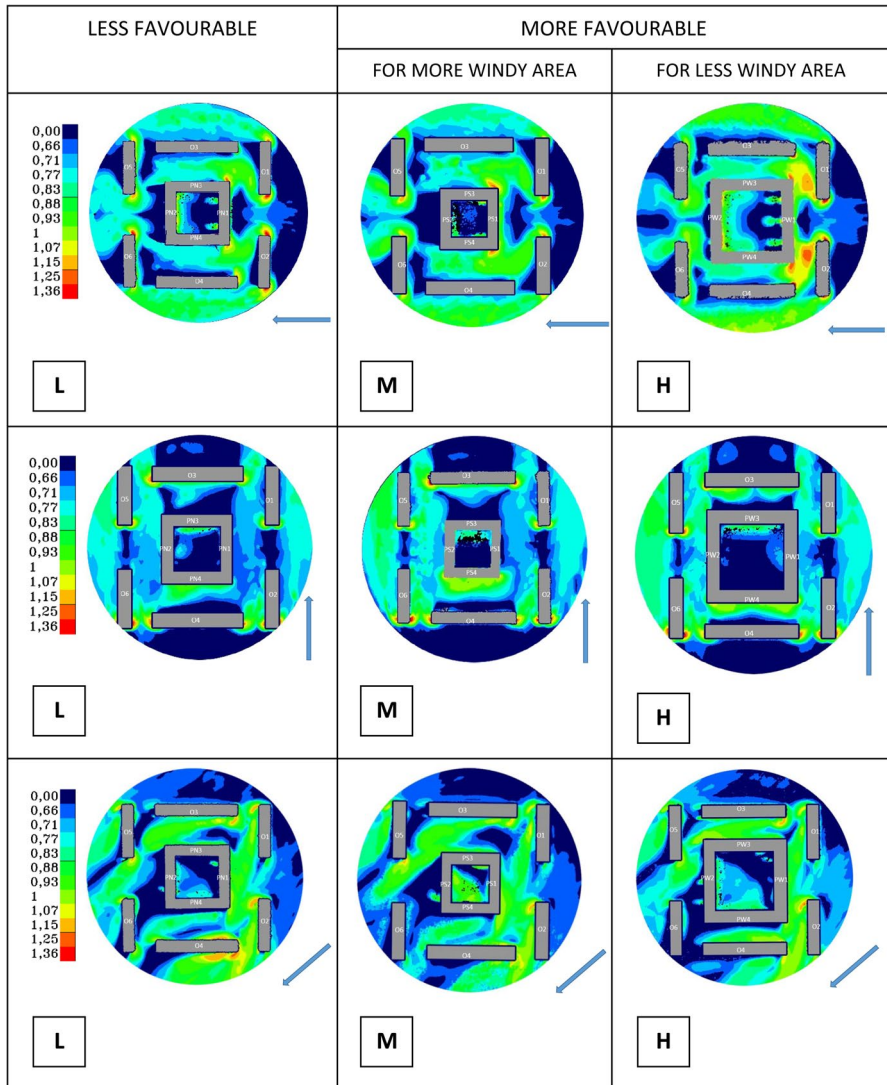 LESS FAVOURABLE
MORE FAVOURABLE
FOR MORE WINDY AREA
FOR LESS WINDY AREA
0,00
0,66
0,71
0,77
0,83
0,88
0,93
1
1,07
1,15
1,25
1,36
O5
O3
O1
PN3
PN2
PN1
PN4
O6
O4
O2
O5
O3
O1
PS3
PS2
PS1
PS4
O6
O4
O2
O5
O3
O1
PW3
PW2
PW1
PW4
O6
O4
O2
L
M
H
0,00
0,66
0,71
0,77
0,83
0,88
0,93
1
1,07
1,15
1,25
1,36
O5
O3
O1
PN3
PN2
PN1
PN4
O6
O4
O2
O5
O3
O1
PS3
PS2
PS1
PS4
O6
O4
O2
O5
O3
O1
PW3
PW2
PW1
PW4
O6
O4
O2
L
M
H
0,00
0,66
0,71
0,77
0,83
0,88
0,93
1
1,07
1,15
1,25
1,36
O5
O1
O1
PN3
PN2
PN1
PN4
O6
O4
O2
O5
O3
O1
PS3
PS2
PS1
PS4
O6
O4
O2
O5
O3
O1
PW3
PW2
PW1
PW4
O6
O4
O2
L
M
H